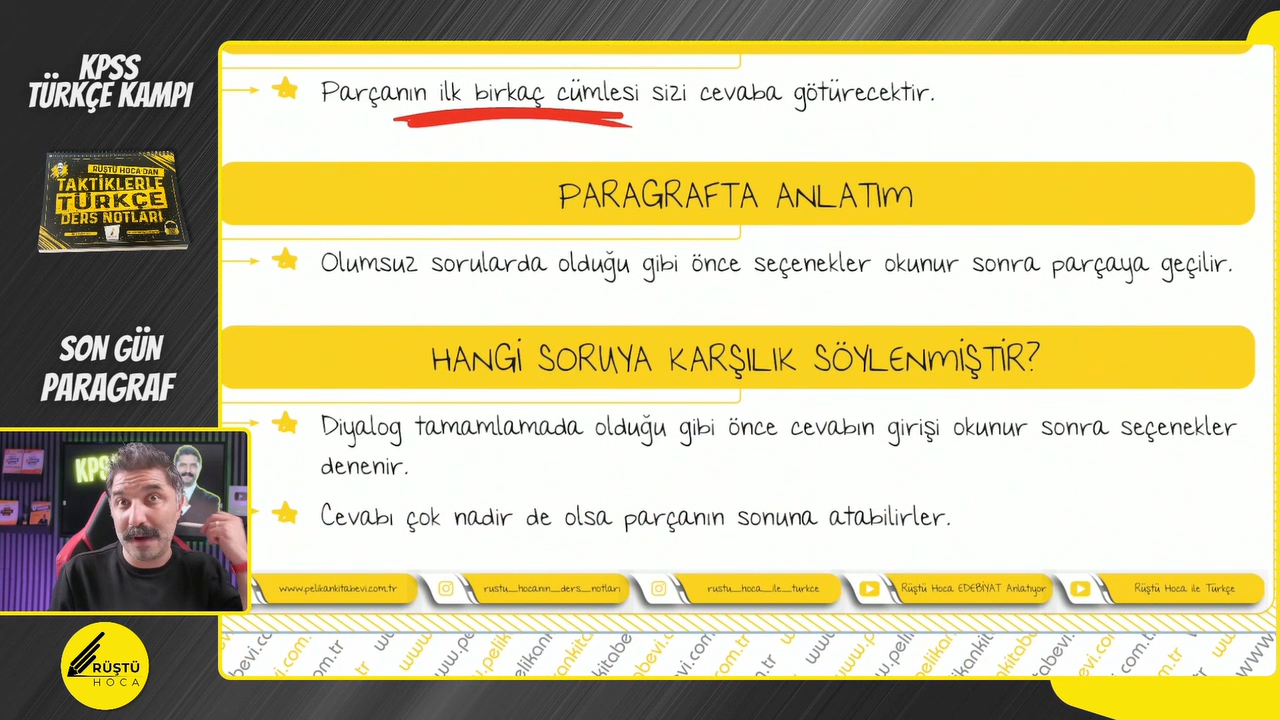 KPSS
TÜRKÇE KAMPI
RÜŞTÜ HOCA'DAN
TAKTİKLERLE
TÜRKÇE
DERS NOTLARI
SON GÜN
PARAGRAF
Parçanın ilk birkaç cümlesi sizi cevaba götürecektir.
PARAGRAFTA ANLATIM
Olumsuz sorularda olduğu gibi önce seçenekler okunur sonra parçaya geçilir.
HANGİ SORUYA KARŞILIK SÖYLENMİŞTİR?
Diyalog tamamlamada olduğu gibi önce cevabın girişi okunur sonra seçenekler
denenir.
Cevabı çok nadir de olsa parçanın sonuna atabilirler.
www.pelikankitabevi.com.tr
rustu_hocanın_ders_notları
rustu_hoca_ile_turkce
Rüştü Hoca EDEBİYAT Anlatıyor
Rüştü Hoca ile Türkçe
KPS
RÜŞTÜ
HOCA